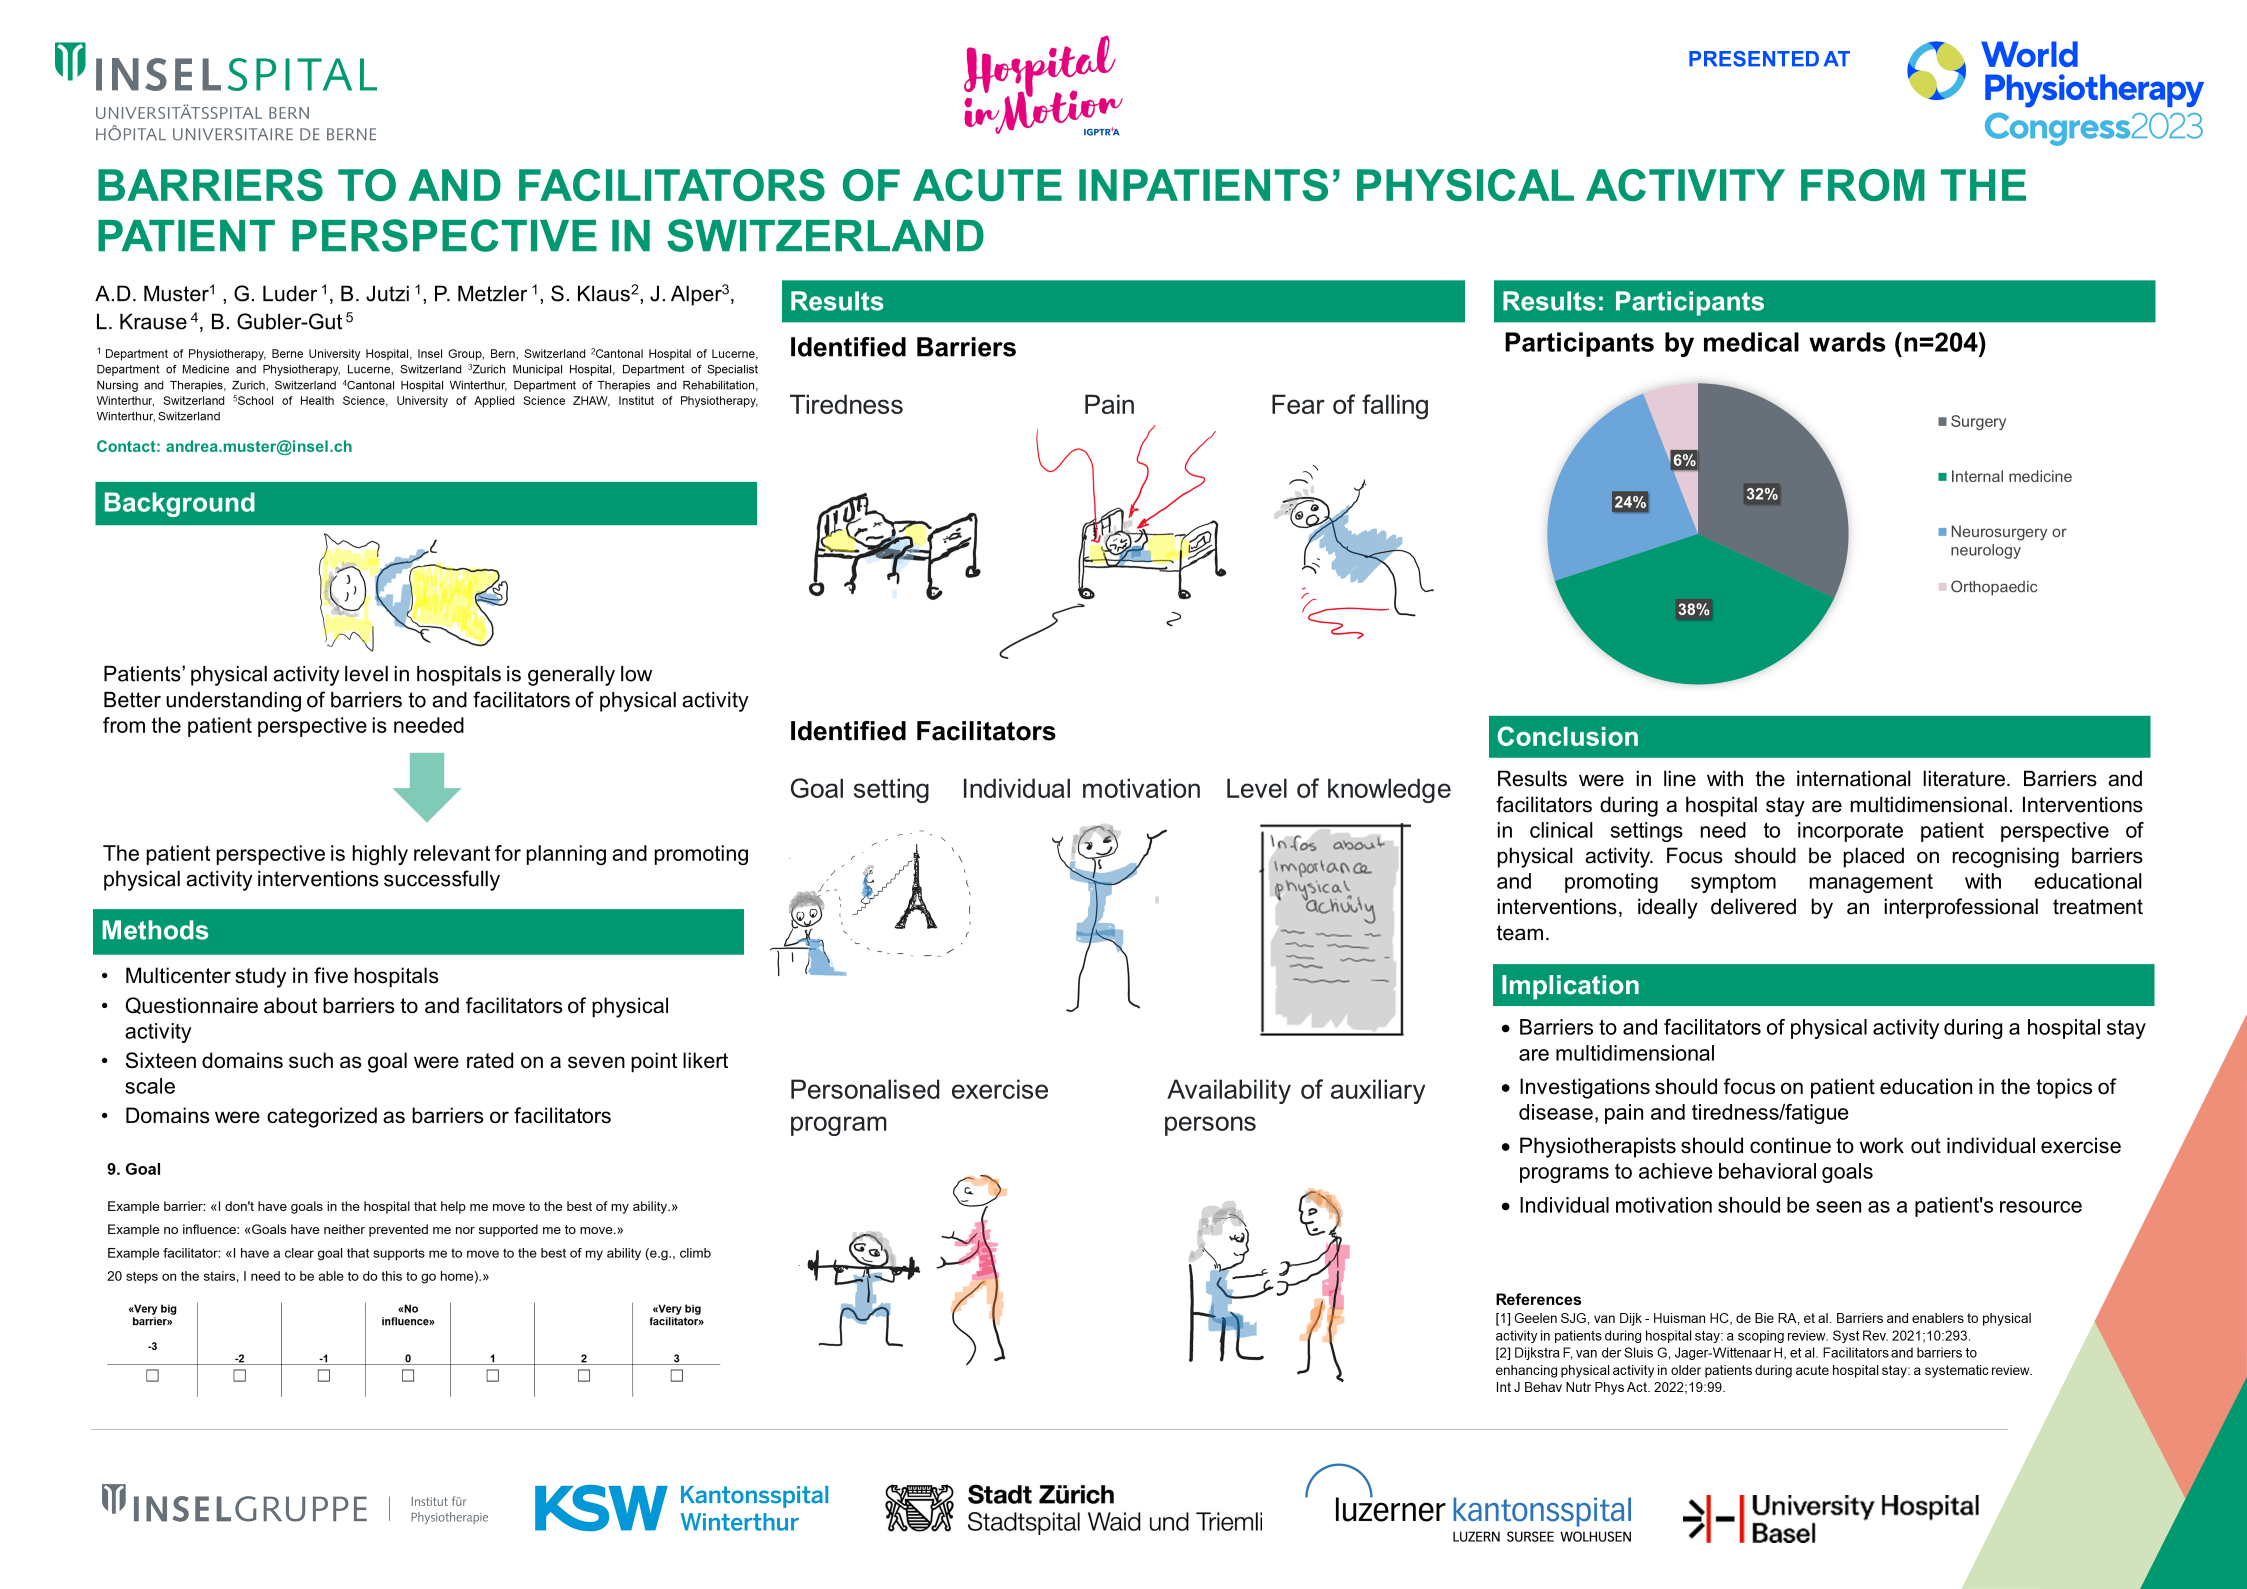 INSELSPITAL
UNIVERSITÄTSSPITAL BERN
HÔPITAL UNIVERSITAIRE DE BERNE
Hospital
in Motion
IGPTR'A
PRESENTED AT
World
Physiotherapy
Congress2023
BARRIERS TO AND FACILITATORS OF ACUTE INPATIENTS’ PHYSICAL ACTIVITY FROM THE
PATIENT PERSPECTIVE IN SWITZERLAND
A.D. Muster¹ , G. Luder ¹, B. Jutzi ¹, P. Metzler ¹, S. Klaus², J. Alper³,
L. Krause ⁴, B. Gubler-Gut ⁵
¹ Department of Physiotherapy, Berne University Hospital, Insel Group, Bern, Switzerland ²Cantonal Hospital of Lucerne,
Department of Medicine and Physiotherapy, Lucerne, Switzerland ³Zurich Municipal Hospital, Department of Specialist
Nursing and Therapies, Zurich, Switzerland ⁴Cantonal Hospital Winterthur, Department of Therapies and Rehabilitation,
Winterthur, Switzerland ⁵School of Health Science, University of Applied Science ZHAW, Institut of Physiotherapy,
Winterthur, Switzerland
Contact: andrea.muster@insel.ch
Background
Patients’ physical activity level in hospitals is generally low
Better understanding of barriers to and facilitators of physical activity
from the patient perspective is needed
The patient perspective is highly relevant for planning and promoting
physical activity interventions successfully
Methods
• Multicenter study in five hospitals
• Questionnaire about barriers to and facilitators of physical
activity
• Sixteen domains such as goal were rated on a seven point likert
scale
• Domains were categorized as barriers or facilitators
9. Goal
Example barrier: «I don't have goals in the hospital that help me move to the best of my ability.»
Example no influence: «Goals have neither prevented me nor supported me to move.»
Example facilitator: «I have a clear goal that supports me to move to the best of my ability (e.g., climb
20 steps on the stairs, I need to be able to do this to go home).»
«Very big barrier» «No influence» «Very big facilitator»
-3 -2 -1 0 1 2 3
☐ ☐ ☐ ☐ ☐ ☐ ☐
Results
Identified Barriers
Tiredness Pain Fear of falling
Identified Facilitators
Goal setting Individual motivation Level of knowledge
Infos about
importance
physical
activity
Personalised exercise
program
Availability of auxiliary
persons
Results: Participants
Participants by medical wards (n=204)
32%
38%
24%
6%
Surgery
Internal medicine
Neurosurgery or
neurology
Orthopaedic
Conclusion
Results were in line with the international literature. Barriers and
facilitators during a hospital stay are multidimensional. Interventions
in clinical settings need to incorporate patient perspective of
physical activity. Focus should be placed on recognising barriers
and promoting symptom management with educational
interventions, ideally delivered by an interprofessional treatment
team.
Implication
• Barriers to and facilitators of physical activity during a hospital stay
are multidimensional
• Investigations should focus on patient education in the topics of
disease, pain and tiredness/fatigue
• Physiotherapists should continue to work out individual exercise
programs to achieve behavioral goals
• Individual motivation should be seen as a patient's resource
References
[1] Geelen SJG, van Dijk - Huisman HC, de Bie RA, et al. Barriers and enablers to physical
activity in patients during hospital stay: a scoping review. Syst Rev. 2021;10:293.
[2] Dijkstra F, van der Sluis G, Jager-Wittenaar H, et al. Facilitators and barriers to
enhancing physical activity in older patients during acute hospital stay: a systematic review.
Int J Behav Nutr Phys Act. 2022;19:99.
INSELGRUPPE
Institut für
Physiotherapie
KSW Kantonsspital
Winterthur
Stadt Zürich
Stadtspital Waid und Triemli
luzerner kantonsspital
LUZERN SURSEE WOLHUSEN
University Hospital
Basel